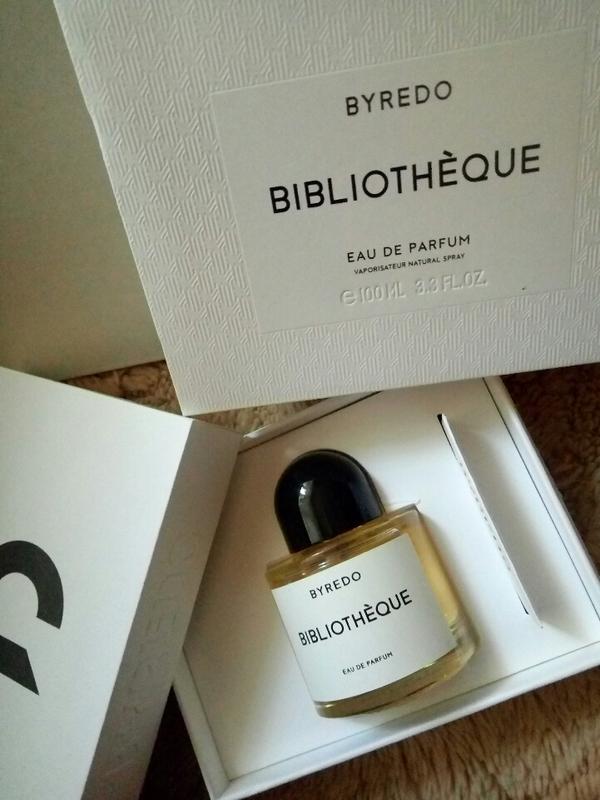 BYREDO
BIBLIOTHÈQUE
EAU DE PARFUM
VAPORISATEUR NATURAL SPRAY
℮ 100 ML 3.3 FL.OZ.
BYREDO
BIBLIOTHÈQUE
EAU DE PARFUM